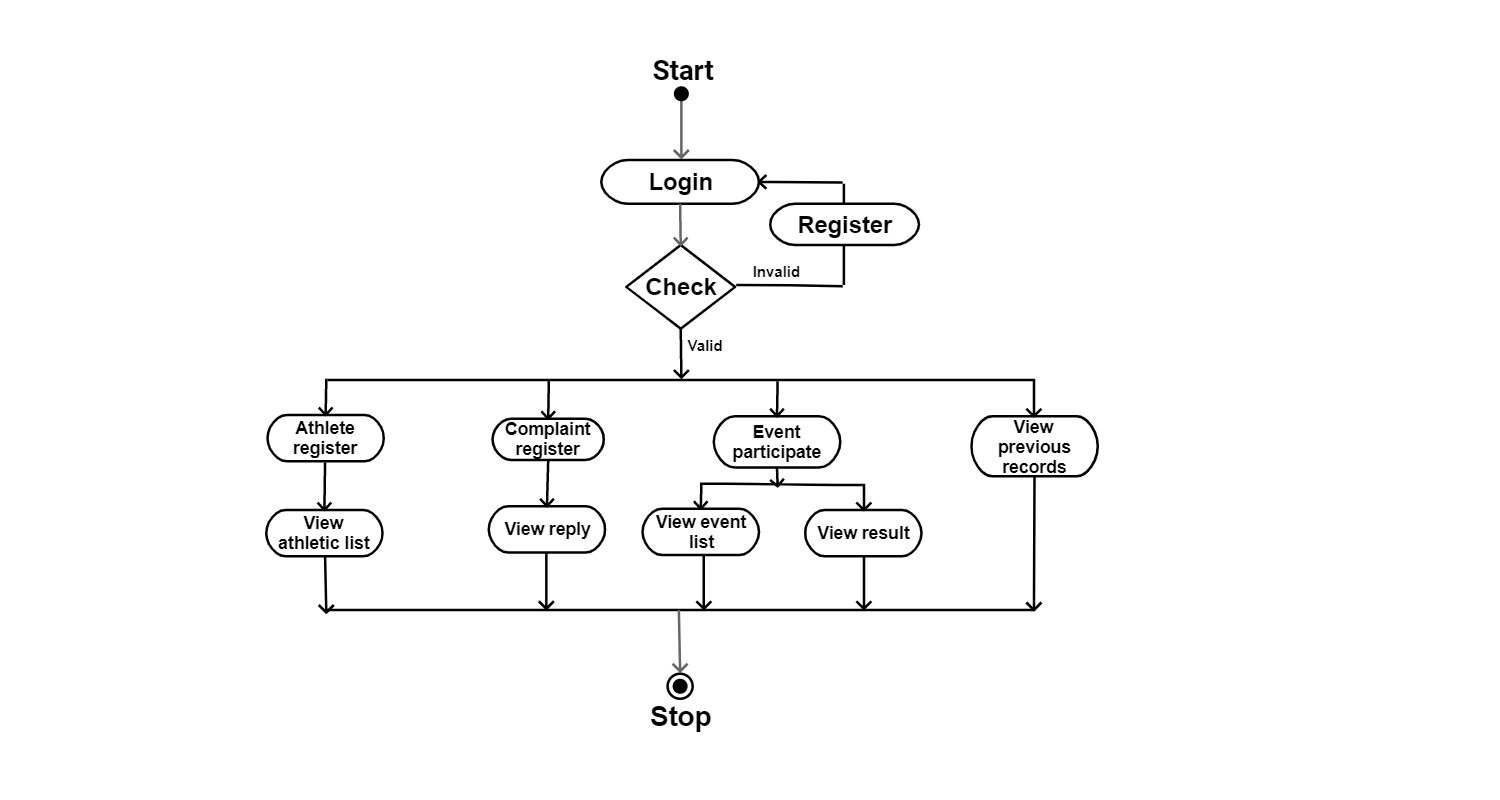 Start
Login
Register
Check
Invalid
Valid
Athlete
register
Complaint
register
Event
participate
View
previous
records
View
athletic list
View reply
View event
list
View result
Stop